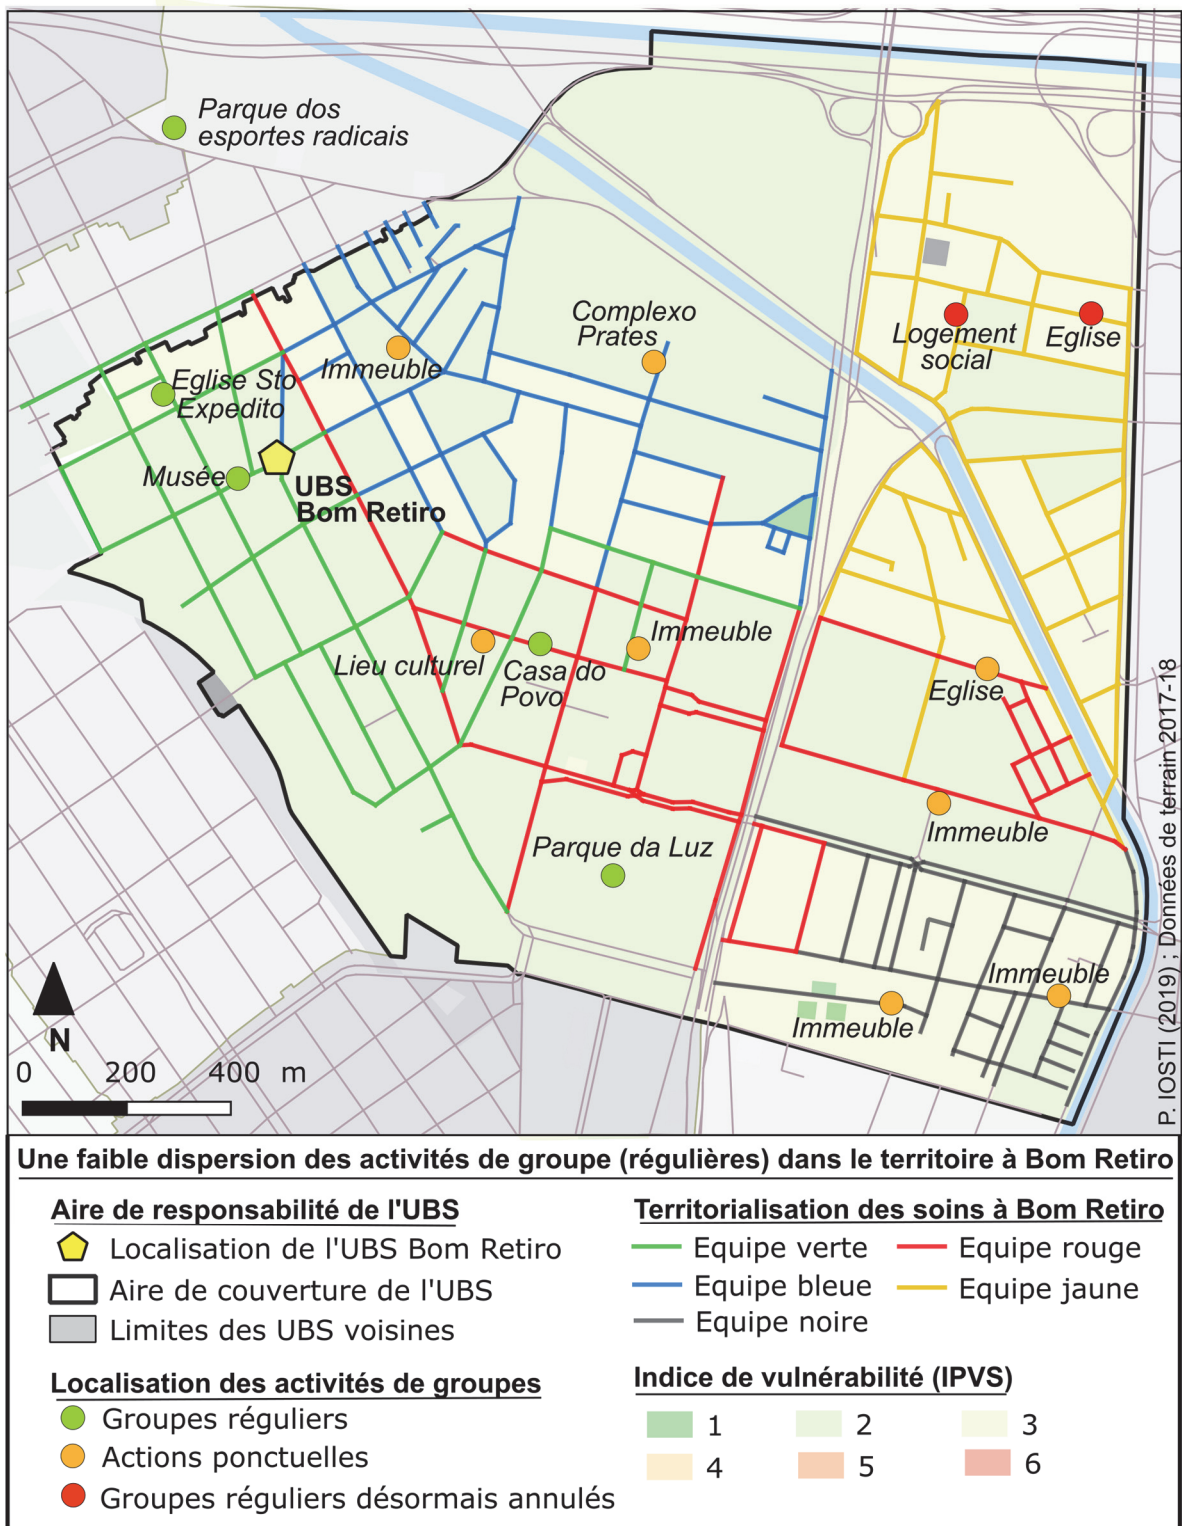 Parque dos
esportes radicais
Complexo
Prates
Logement
social
Eglise
Immeuble
Eglise Sto
Expedito
Musée
UBS
Bom Retiro
Immeuble
Lieu culturel
Casa do
Povo
Eglise
Immeuble
Parque da Luz
Immeuble
Immeuble
N
0 200 400 m
P. IOSTI (2019) ; Données de terrain 2017-18
Une faible dispersion des activités de groupe (régulières) dans le territoire à Bom Retiro
Aire de responsabilité de l'UBS
Localisation de l'UBS Bom Retiro
Aire de couverture de l'UBS
Limites des UBS voisines
Localisation des activités de groupes
Groupes réguliers
Actions ponctuelles
Groupes réguliers désormais annulés
Territorialisation des soins à Bom Retiro
Equipe verte
Equipe rouge
Equipe bleue
Equipe jaune
Equipe noire
Indice de vulnérabilité (IPVS)
1 2 3
4 5 6